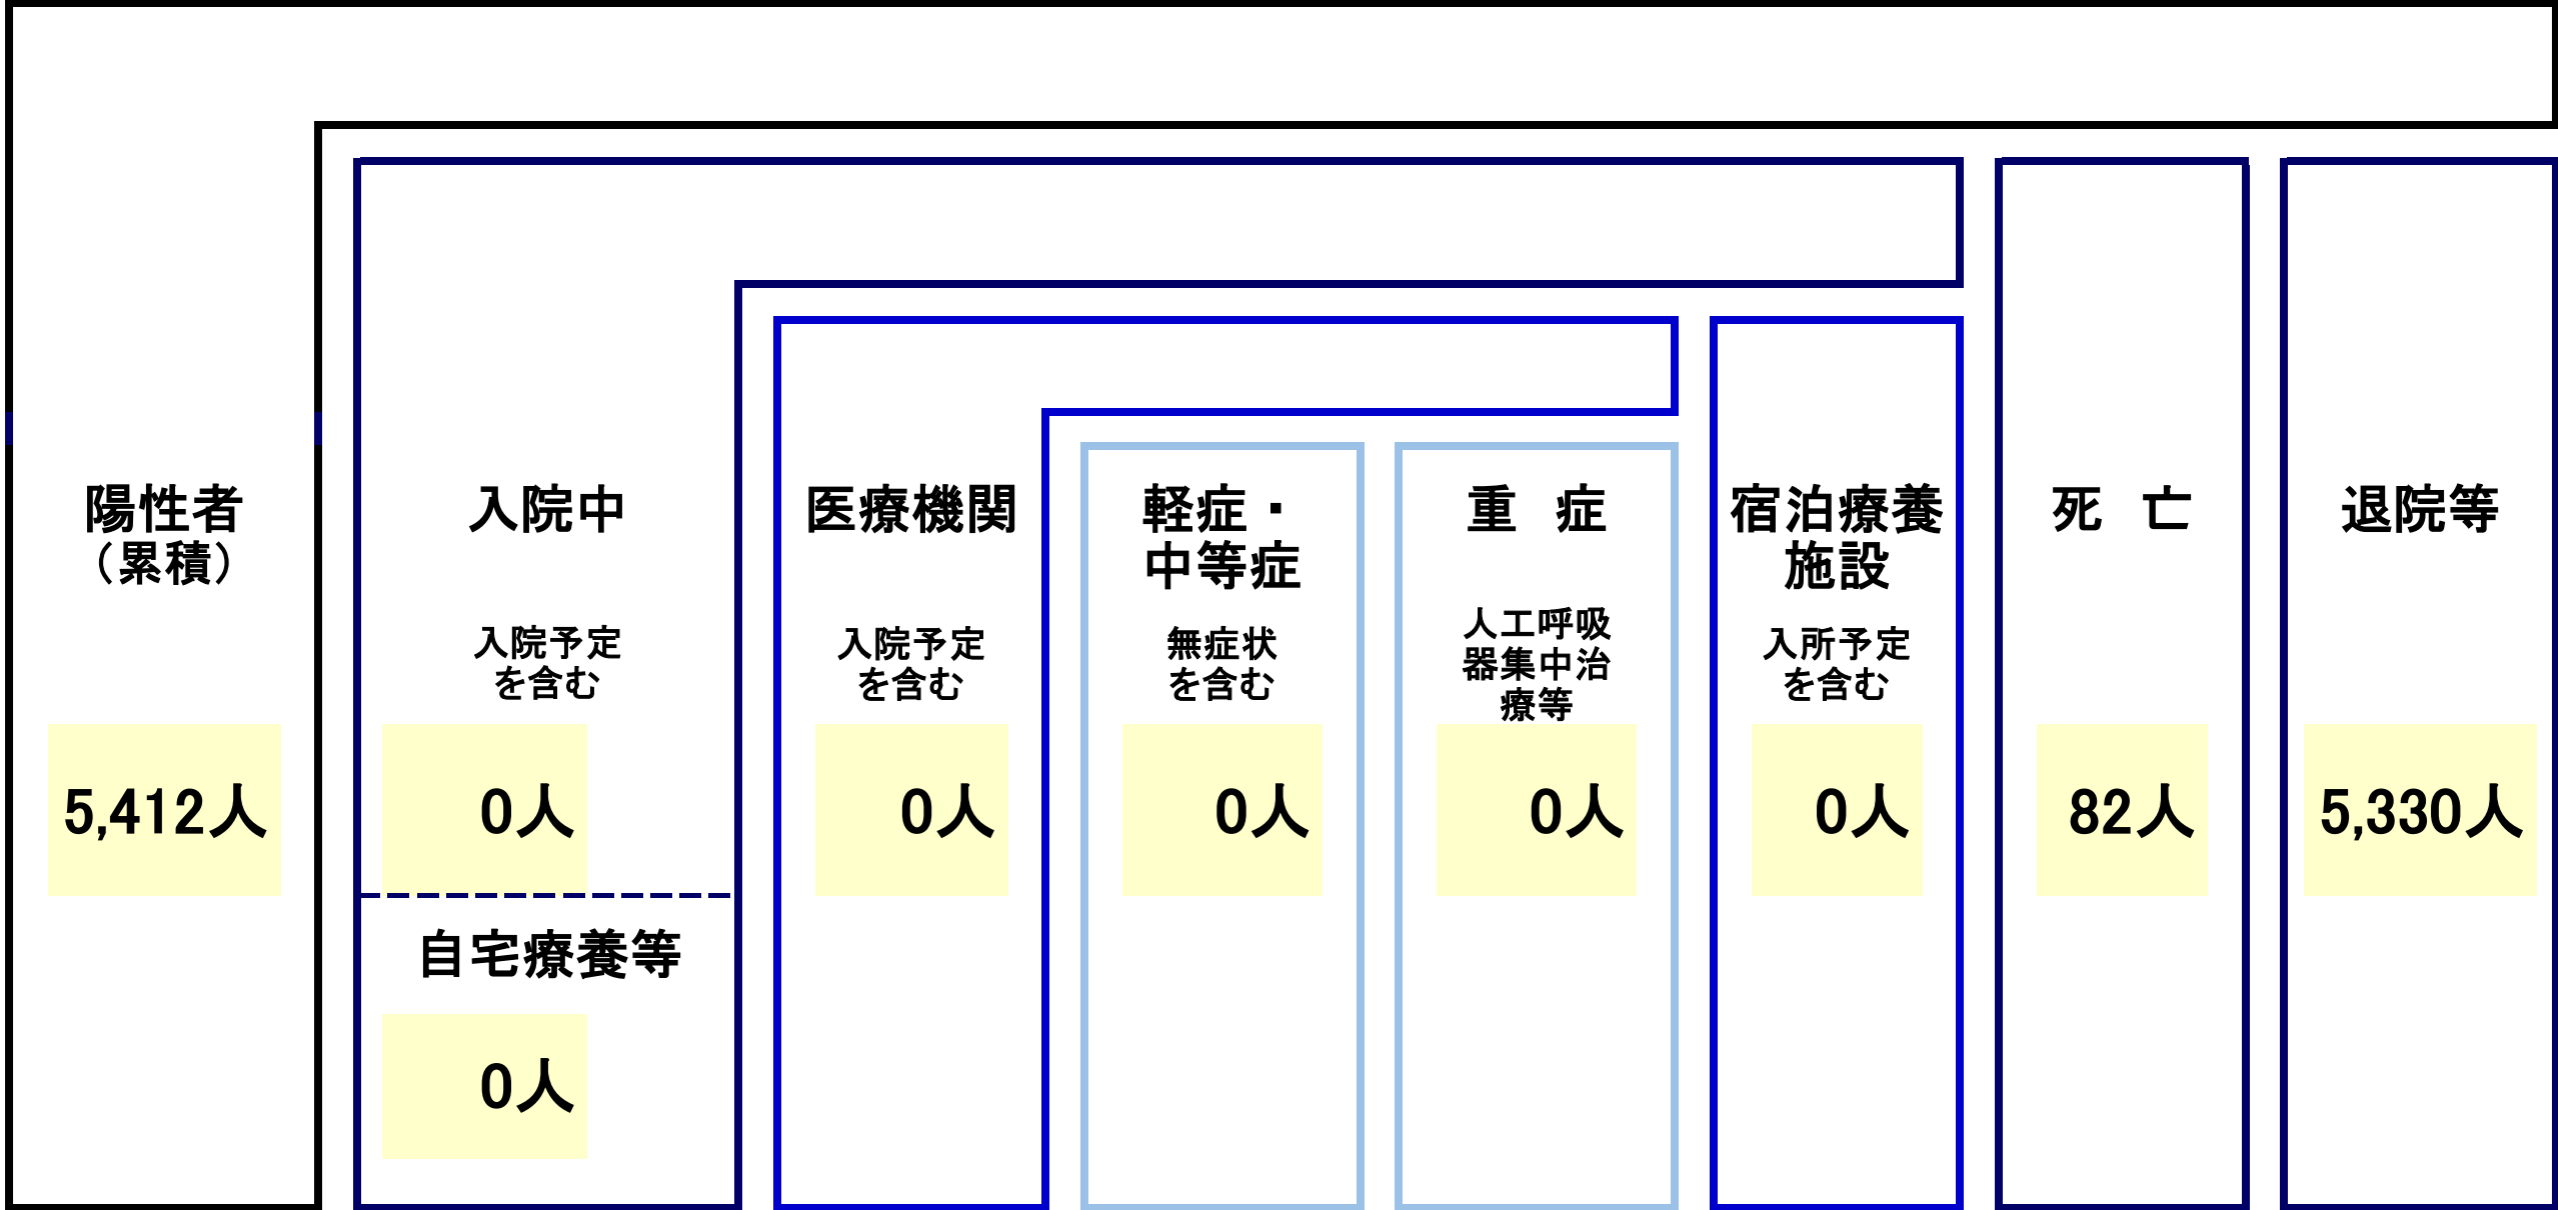 陽性者
（累積）
5,412人
入院中
入院予定
を含む
0人
自宅療養等
0人
医療機関
入院予定
を含む
0人
軽症・
中等症
無症状
を含む
0人
重　症
人工呼吸
器集中治
療等
0人
宿泊療養
施設
入所予定
を含む
0人
死　亡
82人
退院等
5,330人